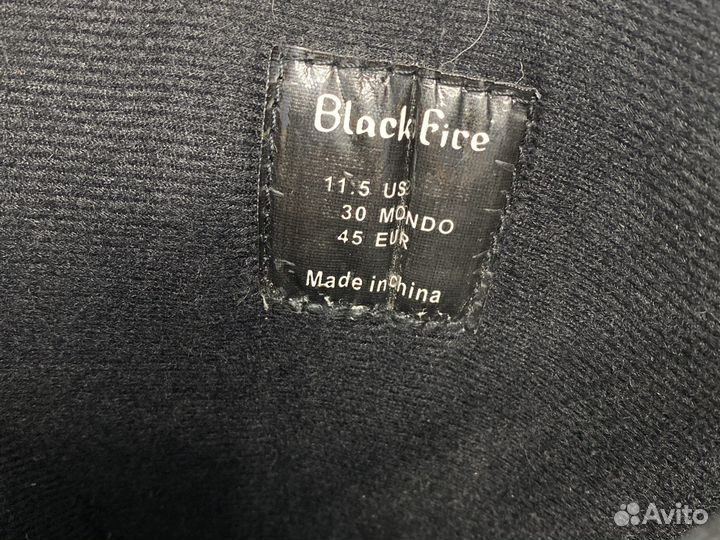 Black Fire
11.5 US
30 MONDO
45 EUR
Made in China
Avito